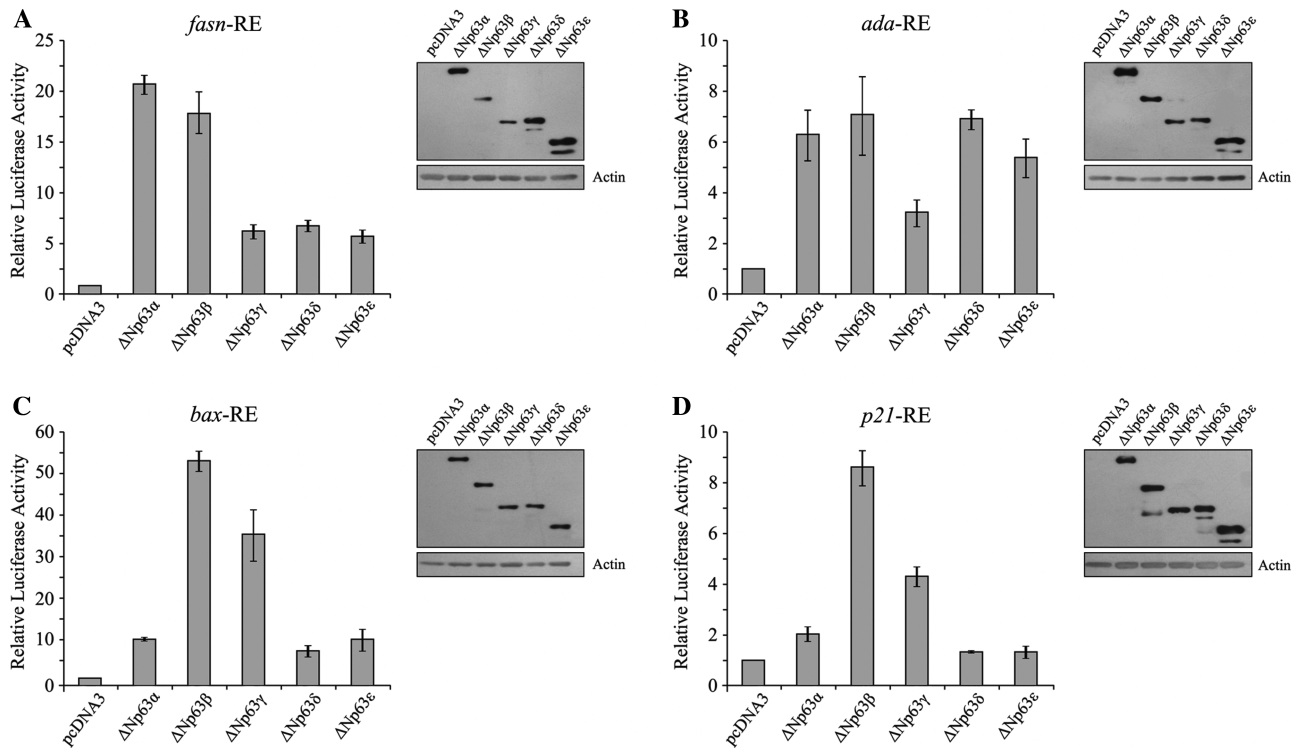 A
fasn-RE
Relative Luciferase Activity
25
20
15
10
5
0
pcDNA3
ΔNp63α
ΔNp63β
ΔNp63γ
ΔNp63δ
ΔNp63ε
pcDNA3
ΔNp63α
ΔNp63β
ΔNp63γ
ΔNp63δ
ΔNp63ε
Actin
B
ada-RE
Relative Luciferase Activity
10
8
6
4
2
0
pcDNA3
ΔNp63α
ΔNp63β
ΔNp63γ
ΔNp63δ
ΔNp63ε
pcDNA3
ΔNp63α
ΔNp63β
ΔNp63γ
ΔNp63δ
ΔNp63ε
Actin
C
bax-RE
Relative Luciferase Activity
60
50
40
30
20
10
0
pcDNA3
ΔNp63α
ΔNp63β
ΔNp63γ
ΔNp63δ
ΔNp63ε
pcDNA3
ΔNp63α
ΔNp63β
ΔNp63γ
ΔNp63δ
ΔNp63ε
Actin
D
p21-RE
Relative Luciferase Activity
10
8
6
4
2
0
pcDNA3
ΔNp63α
ΔNp63β
ΔNp63γ
ΔNp63δ
ΔNp63ε
pcDNA3
ΔNp63α
ΔNp63β
ΔNp63γ
ΔNp63δ
ΔNp63ε
Actin